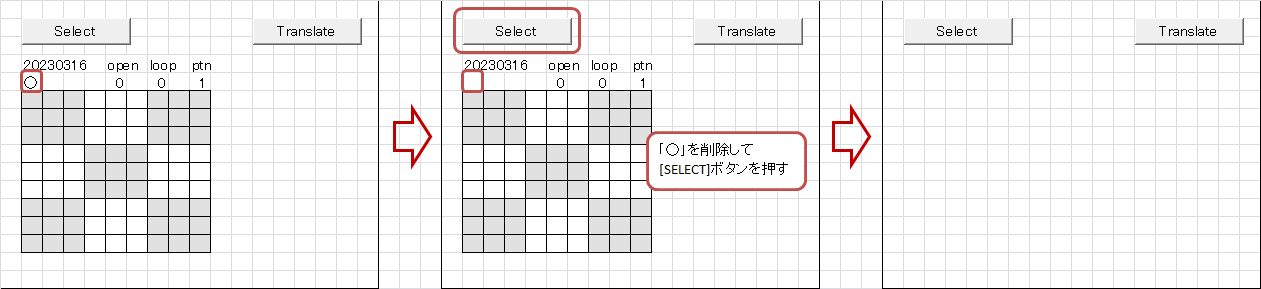 Select Translate
20230316 open loop ptn
○ 0 0 1
Select Translate
20230316 open loop ptn
0 0 1
「○」を削除して
[SELECT]ボタンを押す
Select Translate